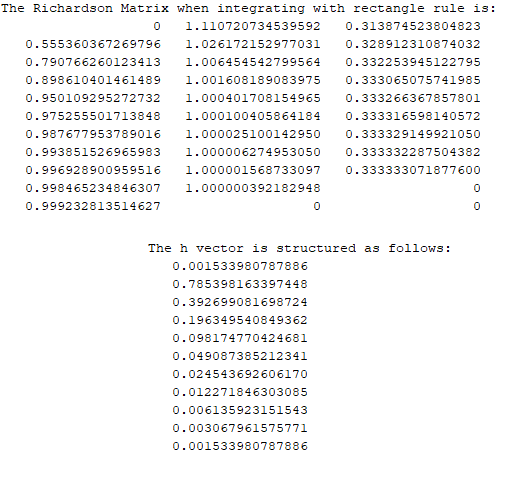 The Richardson Matrix when integrating with rectangle rule is:
0 1.110720734539592 0.313874523804823
0.555360367269796 1.026172152977031 0.328912310874032
0.790766260123413 1.006454542799564 0.332253945122795
0.898610401461489 1.001608189083975 0.333065075741985
0.950109295272732 1.000401708154965 0.333266367857801
0.975255501713848 1.000100405864184 0.333316598140572
0.987677953789016 1.000025100142950 0.333329149921050
0.993851526965983 1.000006274953050 0.333332287504382
0.996928900959516 1.000001568733097 0.333333071877600
0.998465234846307 1.000000392182948 0
0.999232813514627 0 0
The h vector is structured as follows:
0.001533980787886
0.785398163397448
0.392699081698724
0.196349540849362
0.098174770424681
0.049087385212341
0.024543692606170
0.012271846303085
0.006135923151543
0.003067961575771
0.001533980787886